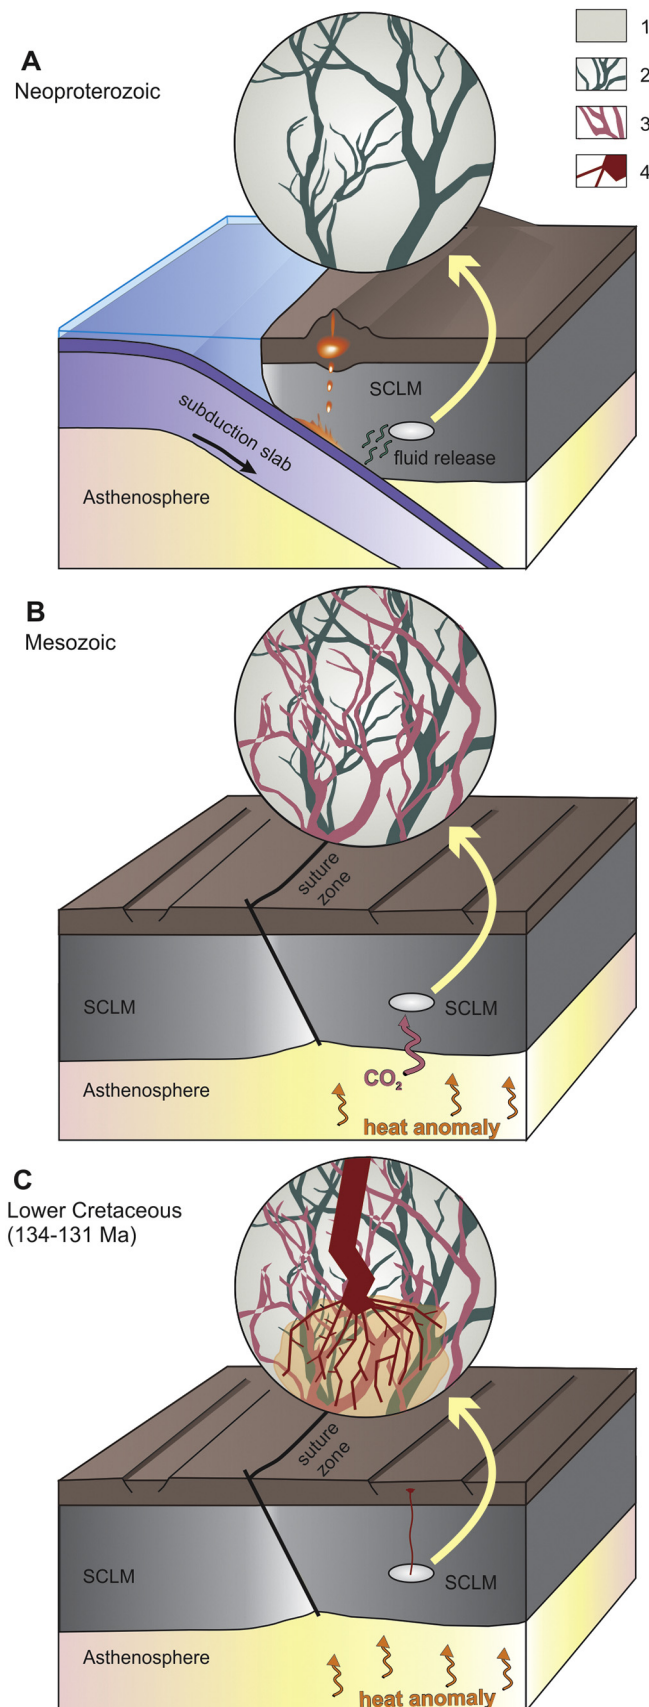 A
Neoproterozoic
1
2
3
4
SCLM
subduction slab
fluid release
Asthenosphere
B
Mesozoic
suture
zone
SCLM
SCLM
Asthenosphere
CO₂
heat anomaly
C
Lower Cretaceous
(134-131 Ma)
suture
zone
SCLM
SCLM
Asthenosphere
heat anomaly